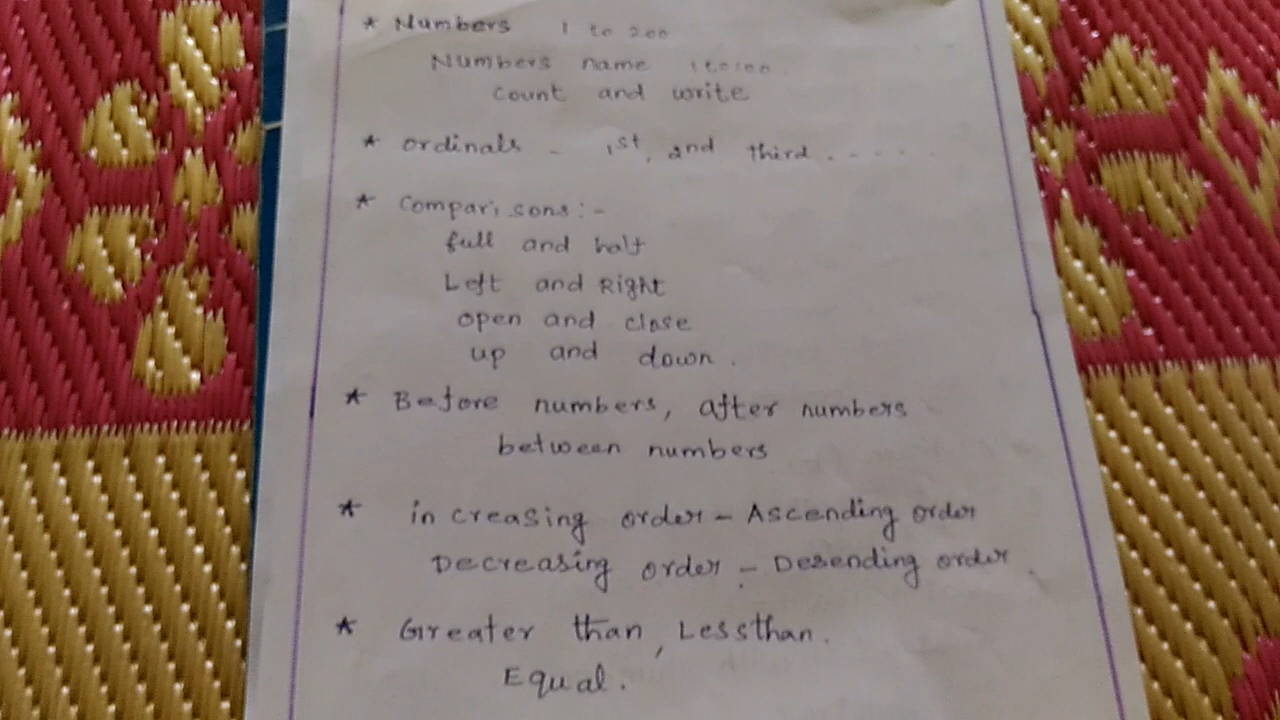 * Numbers 1 to 200
Numbers name 1 to 100.
count and write
* ordinals - 1st, 2nd third . - - . .
* Comparisons :-
full and half
Left and Right
open and close
up and down .
* Before numbers, after numbers
between numbers
* in creasing order - Ascending order
Decreasing order - Desending order .
* Greater than, Lessthan.
Equal.